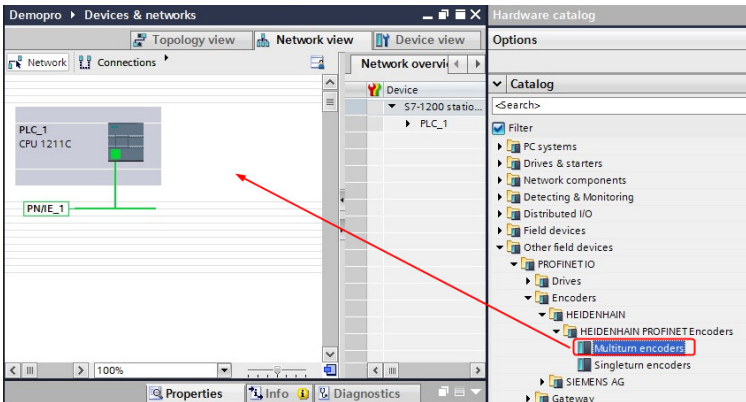 Demopro ▸ Devices & networks
Topology view
Network view
Device view
Network
Connections
PLC_1
CPU 1211C
PN/IE_1
100%
Network overvi
Device
S7-1200 statio...
PLC_1
Properties
Info
Diagnostics
Hardware catalog
Options
Catalog
<Search>
Filter
PC systems
Drives & starters
Network components
Detecting & Monitoring
Distributed I/O
Field devices
Other field devices
PROFINET IO
Drives
Encoders
HEIDENHAIN
HEIDENHAIN PROFINET Encoders
Multiturn encoders
Singleturn encoders
SIEMENS AG
Gateway